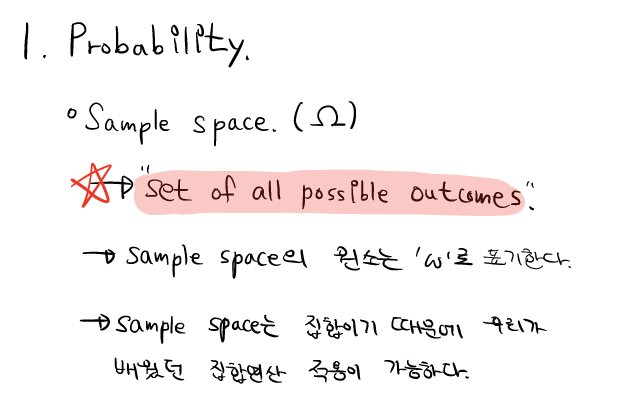 1. Probability.
° Sample space. (Ω)
☆→ "set of all possible outcomes".
→ Sample space의 원소는 'ω'로 표기한다.
→ Sample space는 집합이기 때문에 우리가
배웠던 집합연산 적용이 가능하다.